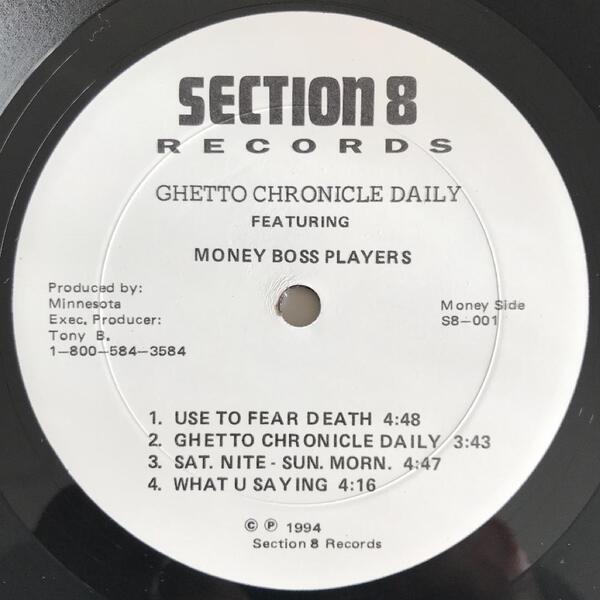 SECTION 8
RECORDS
GHETTO CHRONICLE DAILY
FEATURING
MONEY BOSS PLAYERS
Produced by:
Minnesota
Exec. Producer:
Tony B.
1-800-584-3584
Money Side
S8-001
1. USE TO FEAR DEATH 4:48
2. GHETTO CHRONICLE DAILY 3:43
3. SAT. NITE - SUN. MORN. 4:47
4. WHAT U SAYING 4:16
© ℗ 1994
Section 8 Records